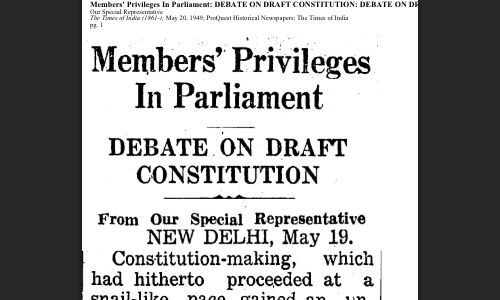 Members' Privileges In Parliament: DEBATE ON DRAFT CONSTITUTION: DEBATE ON DR
Our Special Representative
The Times of India (1861-); May 20, 1949; ProQuest Historical Newspapers: The Times of India
pg. 1
Members' Privileges
In Parliament
DEBATE ON DRAFT
CONSTITUTION
From Our Special Representative
NEW DELHI, May 19.
Constitution-making, which
had hitherto proceeded at a
snail-like pace gained an un-